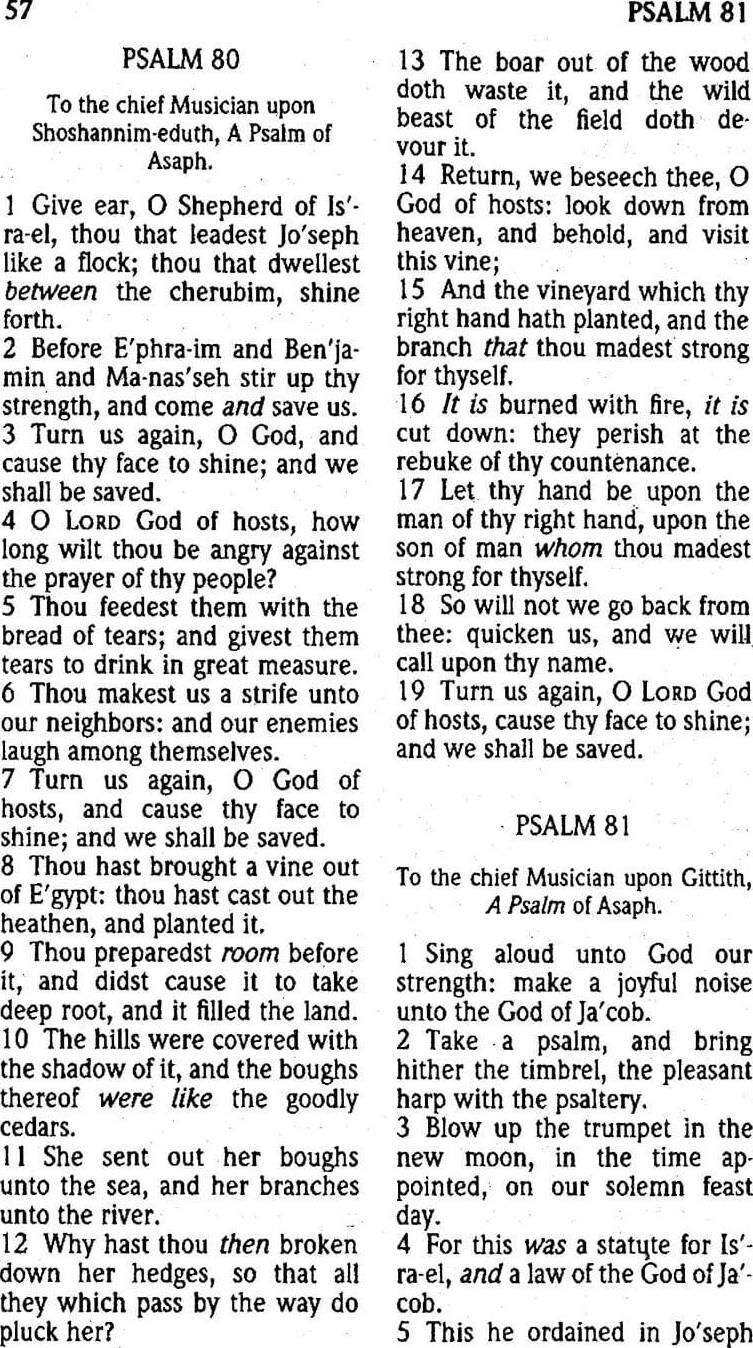 57
PSALM 81
PSALM 80
To the chief Musician upon
Shoshannim-eduth, A Psalm of
Asaph.
1 Give ear, O Shepherd of Is'-
ra-el, thou that leadest Jo'seph
like a flock; thou that dwellest
between the cherubim, shine
forth.
2 Before E'phra-im and Ben'ja-
min and Ma-nas'seh stir up thy
strength, and come and save us.
3 Turn us again, O God, and
cause thy face to shine; and we
shall be saved.
4 O LORD God of hosts, how
long wilt thou be angry against
the prayer of thy people?
5 Thou feedest them with the
bread of tears; and givest them
tears to drink in great measure.
6 Thou makest us a strife unto
our neighbors: and our enemies
laugh among themselves.
7 Turn us again, O God of
hosts, and cause thy face to
shine; and we shall be saved.
8 Thou hast brought a vine out
of E'gypt: thou hast cast out the
heathen, and planted it.
9 Thou preparedst room before
it, and didst cause it to take
deep root, and it filled the land.
10 The hills were covered with
the shadow of it, and the boughs
thereof were like the goodly
cedars.
11 She sent out her boughs
unto the sea, and her branches
unto the river.
12 Why hast thou then broken
down her hedges, so that all
they which pass by the way do
pluck her?
13 The boar out of the wood
doth waste it, and the wild
beast of the field doth de-
vour it.
14 Return, we beseech thee, O
God of hosts: look down from
heaven, and behold, and visit
this vine;
15 And the vineyard which thy
right hand hath planted, and the
branch that thou madest strong
for thyself.
16 It is burned with fire, it is
cut down: they perish at the
rebuke of thy countenance.
17 Let thy hand be upon the
man of thy right hand, upon the
son of man whom thou madest
strong for thyself.
18 So will not we go back from
thee: quicken us, and we will
call upon thy name.
19 Turn us again, O LORD God
of hosts, cause thy face to shine;
and we shall be saved.
PSALM 81
To the chief Musician upon Gittith,
A Psalm of Asaph.
1 Sing aloud unto God our
strength: make a joyful noise
unto the God of Ja'cob.
2 Take a psalm, and bring
hither the timbrel, the pleasant
harp with the psaltery.
3 Blow up the trumpet in the
new moon, in the time ap-
pointed, on our solemn feast
day.
4 For this was a statute for Is'-
ra-el, and a law of the God of Ja'-
cob.
5 This he ordained in Jo'seph